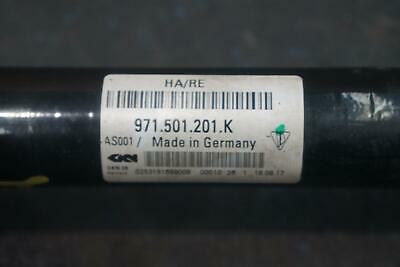 HA/RE
971.501.201.K
AS001/ Made in Germany
GKN